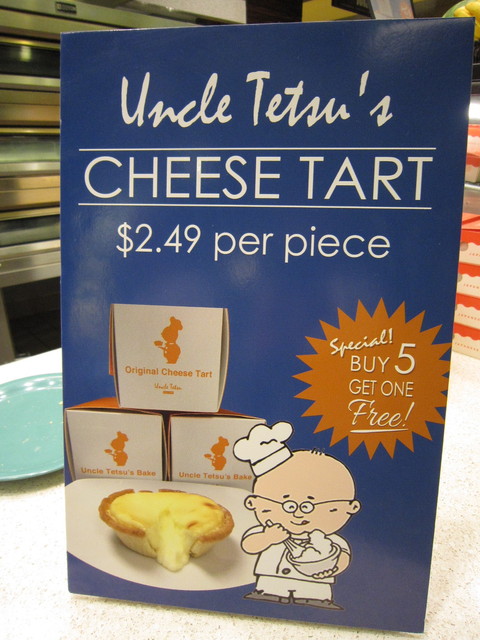 Uncle Tetsu's
CHEESE TART
$2.49 per piece
Special!
BUY 5
GET ONE
Free!
Original Cheese Tart
Uncle Tetsu
Uncle Tetsu's Bake
Uncle Tetsu's Bake